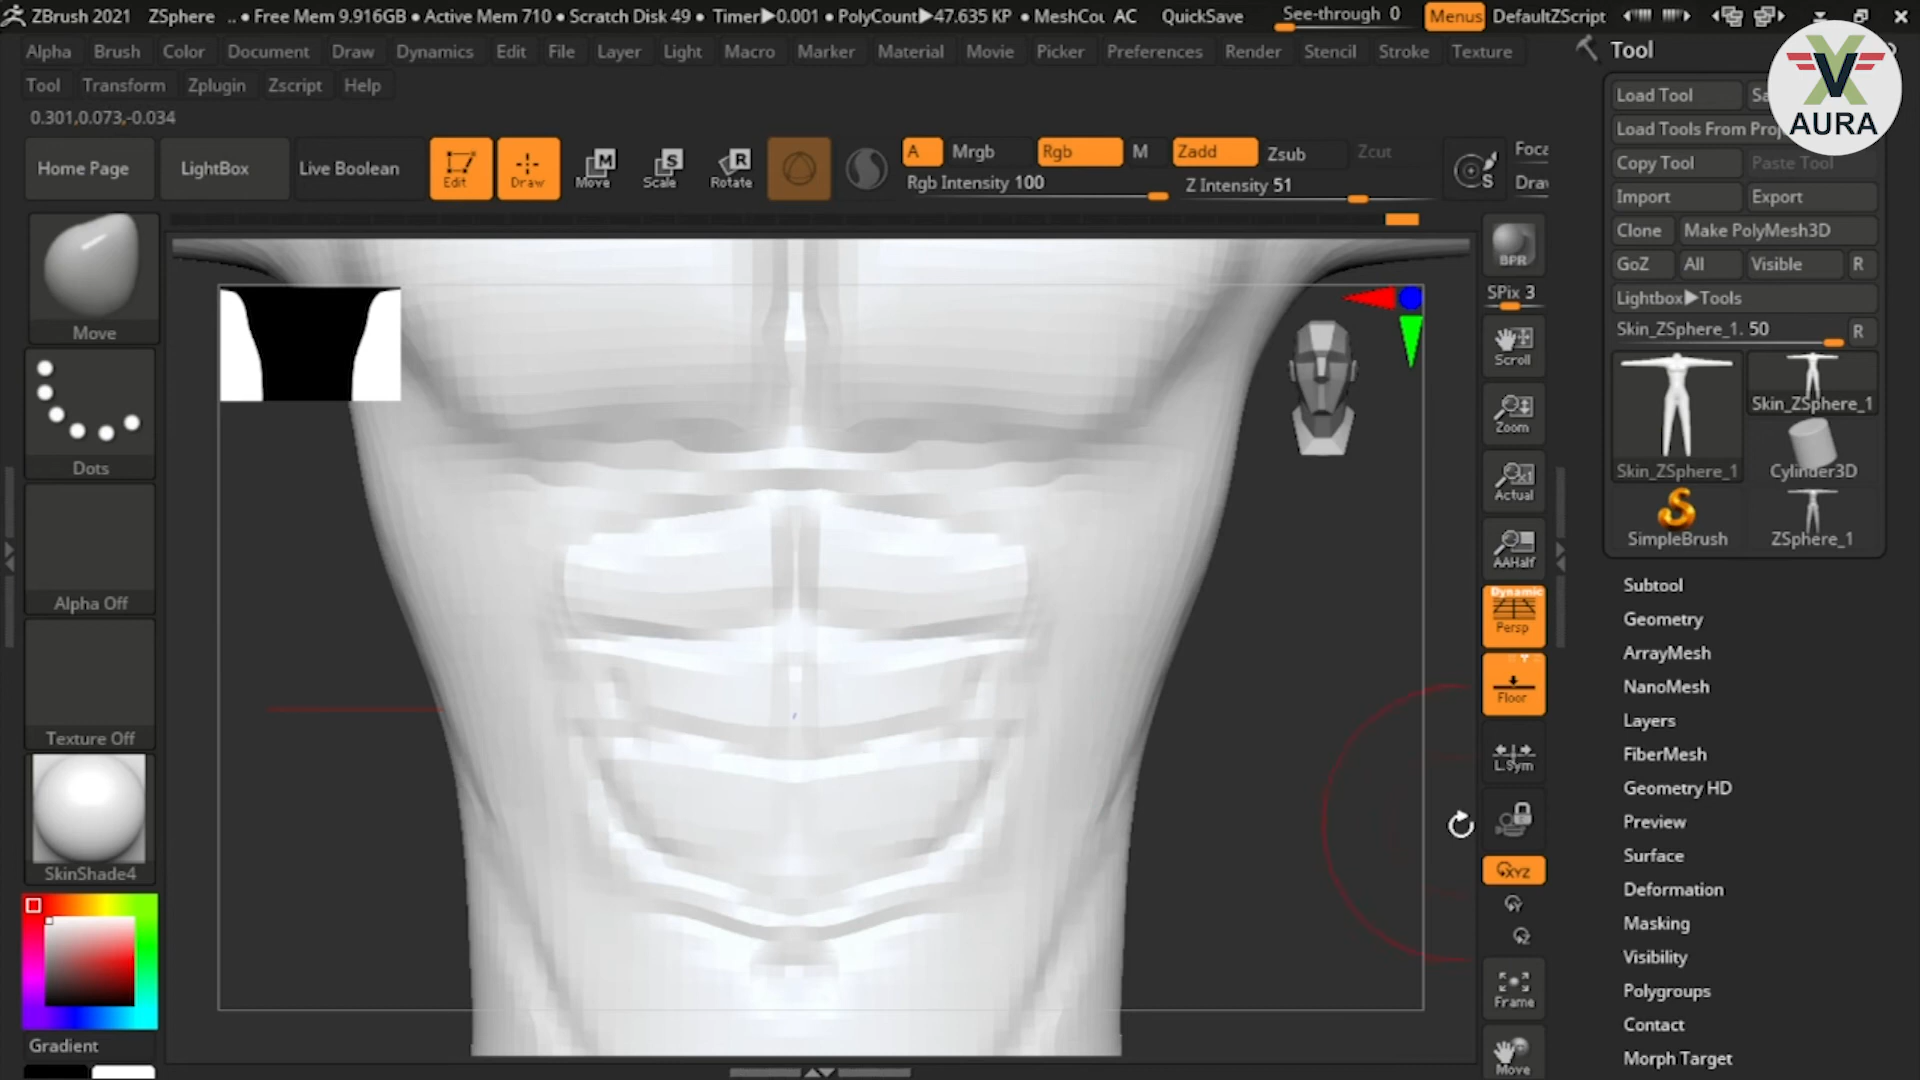 ZBrush 2021 ZSphere .. • Free Mem 9.916GB • Active Mem 710 • Scratch Disk 49 • Timer▶0.001 • PolyCount▶47.635 KP • MeshCou AC QuickSave See-through 0 Menus DefaultZScript
Alpha Brush Color Document Draw Dynamics Edit File Layer Light Macro Marker Material Movie Picker Preferences Render Stencil Stroke Texture
Tool Transform Zplugin Zscript Help
0.301,0.073,-0.034
Home Page LightBox Live Boolean Edit Draw Move Scale Rotate
M S R
A Mrgb Rgb M Zadd Zsub Zcut
Rgb Intensity 100 Z Intensity 51
S Foca
Draw
Move
Dots
Alpha Off
Texture Off
SkinShade4
Gradient
BPR
SPix 3
Scroll
Zoom
Actual
AAHalf
Dynamic
Persp
Floor
L.Sym
XYZ
Y
Z
Frame
Move
Tool
VX
AURA
Load Tool Sa
Load Tools From Proj
Copy Tool Paste Tool
Import Export
Clone Make PolyMesh3D
GoZ All Visible R
Lightbox▶Tools
Skin_ZSphere_1. 50 R
Skin_ZSphere_1
Skin_ZSphere_1 Cylinder3D
SimpleBrush ZSphere_1
Subtool
Geometry
ArrayMesh
NanoMesh
Layers
FiberMesh
Geometry HD
Preview
Surface
Deformation
Masking
Visibility
Polygroups
Contact
Morph Target